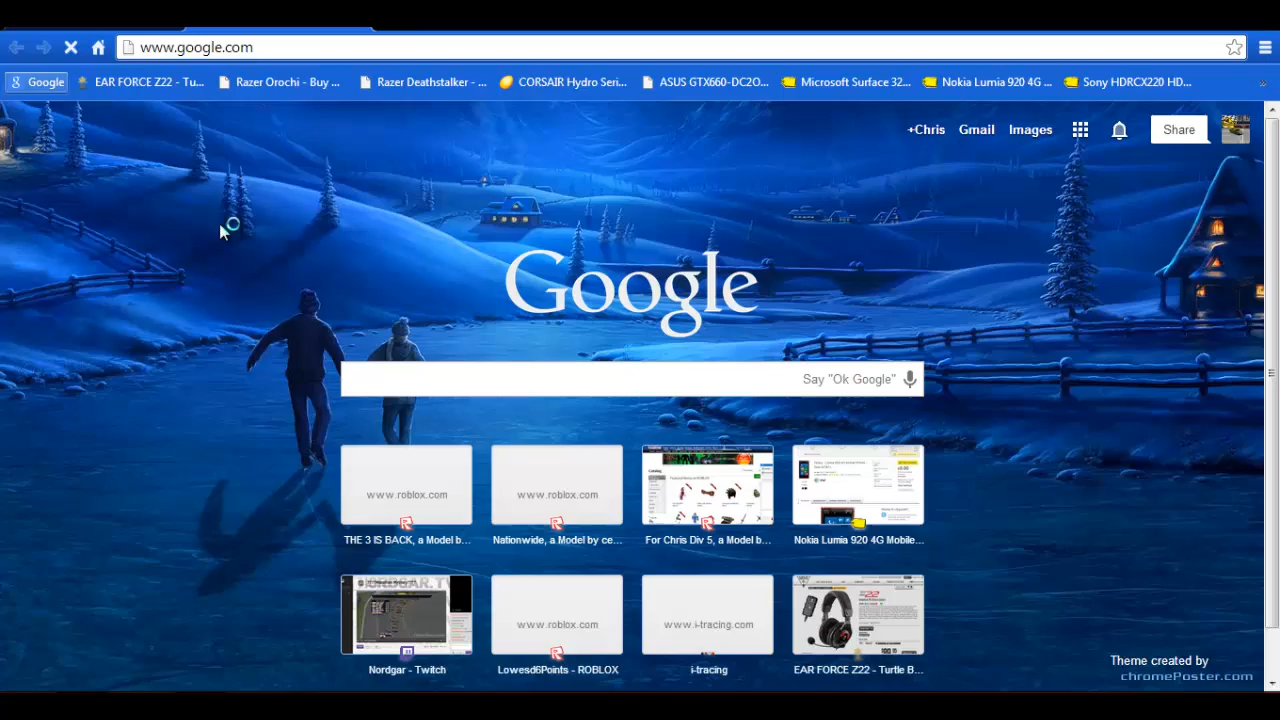 www.google.com
Google
EAR FORCE Z22 - Tu...
Razer Orochi - Buy ...
Razer Deathstalker - ...
CORSAIR Hydro Seri...
ASUS GTX660-DC2O...
Microsoft Surface 32...
Nokia Lumia 920 4G ...
Sony HDRCX220 HD...
+Chris
Gmail
Images
Share
Google
Say "Ok Google"
www.roblox.com
www.roblox.com
THE 3 IS BACK, a Model b...
Nationwide, a Model by ce...
For Chris Div 5, a Model b...
Nokia Lumia 920 4G Mobile...
www.roblox.com
www.i-tracing.com
Nordgar - Twitch
Lowesd6Points - ROBLOX
i-tracing
EAR FORCE Z22 - Turtle B...
Theme created by
chromePoster.com